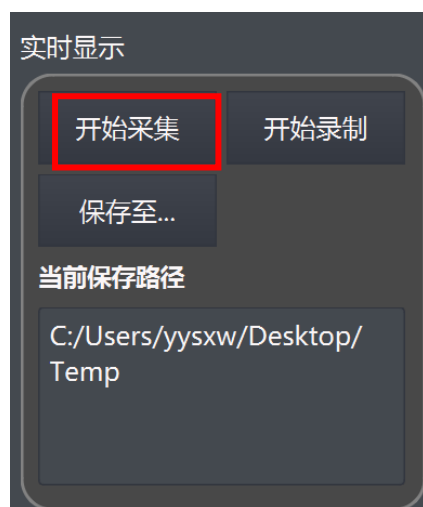 实时显示
开始采集 开始录制
保存至...
当前保存路径
C:/Users/yysxw/Desktop/
Temp